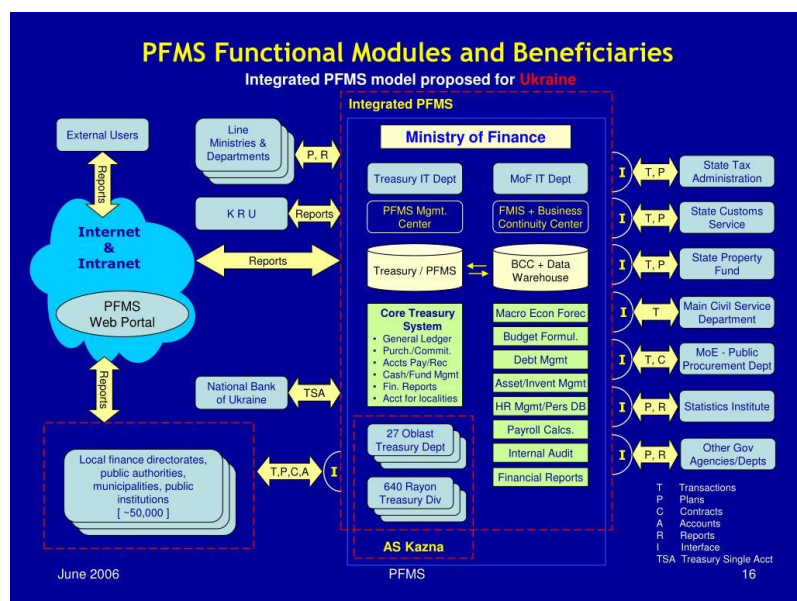 PFMS Functional Modules and Beneficiaries
Integrated PFMS model proposed for Ukraine
Integrated PFMS
Ministry of Finance
External Users
Reports
Internet
&
Intranet
PFMS
Web Portal
Reports
Line
Ministries &
Departments
P, R
K R U
Reports
Reports
National Bank
of Ukraine
TSA
Local finance directorates,
public authorities,
municipalities, public
institutions
[ ~50,000 ]
T,P,C,A
I
Treasury IT Dept
MoF IT Dept
PFMS Mgmt.
Center
FMIS + Business
Continuity Center
Treasury / PFMS
BCC + Data
Warehouse
Core Treasury
System
• General Ledger
• Purch./Commit.
• Accts Pay/Rec
• Cash/Fund Mgmt
• Fin. Reports
• Acct for localities
Macro Econ Forec
Budget Formul.
Debt Mgmt
Asset/Invent Mgmt
HR Mgmt/Pers DB
Payroll Calcs.
Internal Audit
Financial Reports
27 Oblast
Treasury Dept
640 Rayon
Treasury Div
AS Kazna
I
T, P
State Tax
Administration
I
T, P
State Customs
Service
I
T, P
State Property
Fund
I
T
Main Civil Service
Department
I
T, C
MoE - Public
Procurement Dept
I
P, R
Statistics Institute
I
P, R
Other Gov
Agencies/Depts
T Transactions
P Plans
C Contracts
A Accounts
R Reports
I Interface
TSA Treasury Single Acct
June 2006
PFMS
16